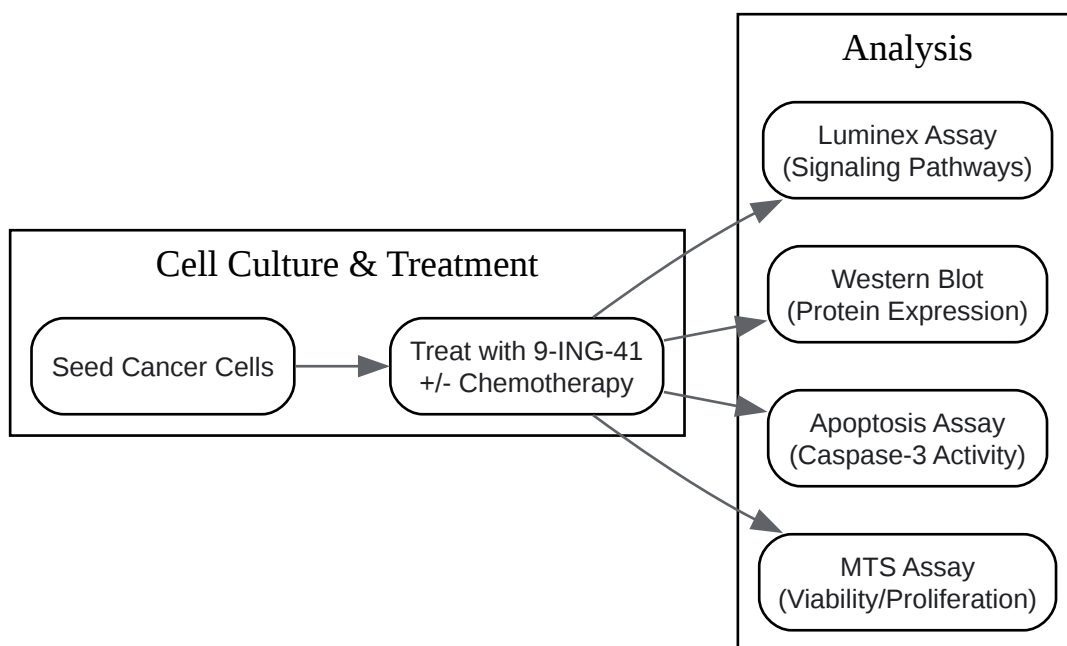 Cell Culture & Treatment
Seed Cancer Cells
Treat with 9-ING-41
+/- Chemotherapy
Analysis
Luminex Assay
(Signaling Pathways)
Western Blot
(Protein Expression)
Apoptosis Assay
(Caspase-3 Activity)
MTS Assay
(Viability/Proliferation)